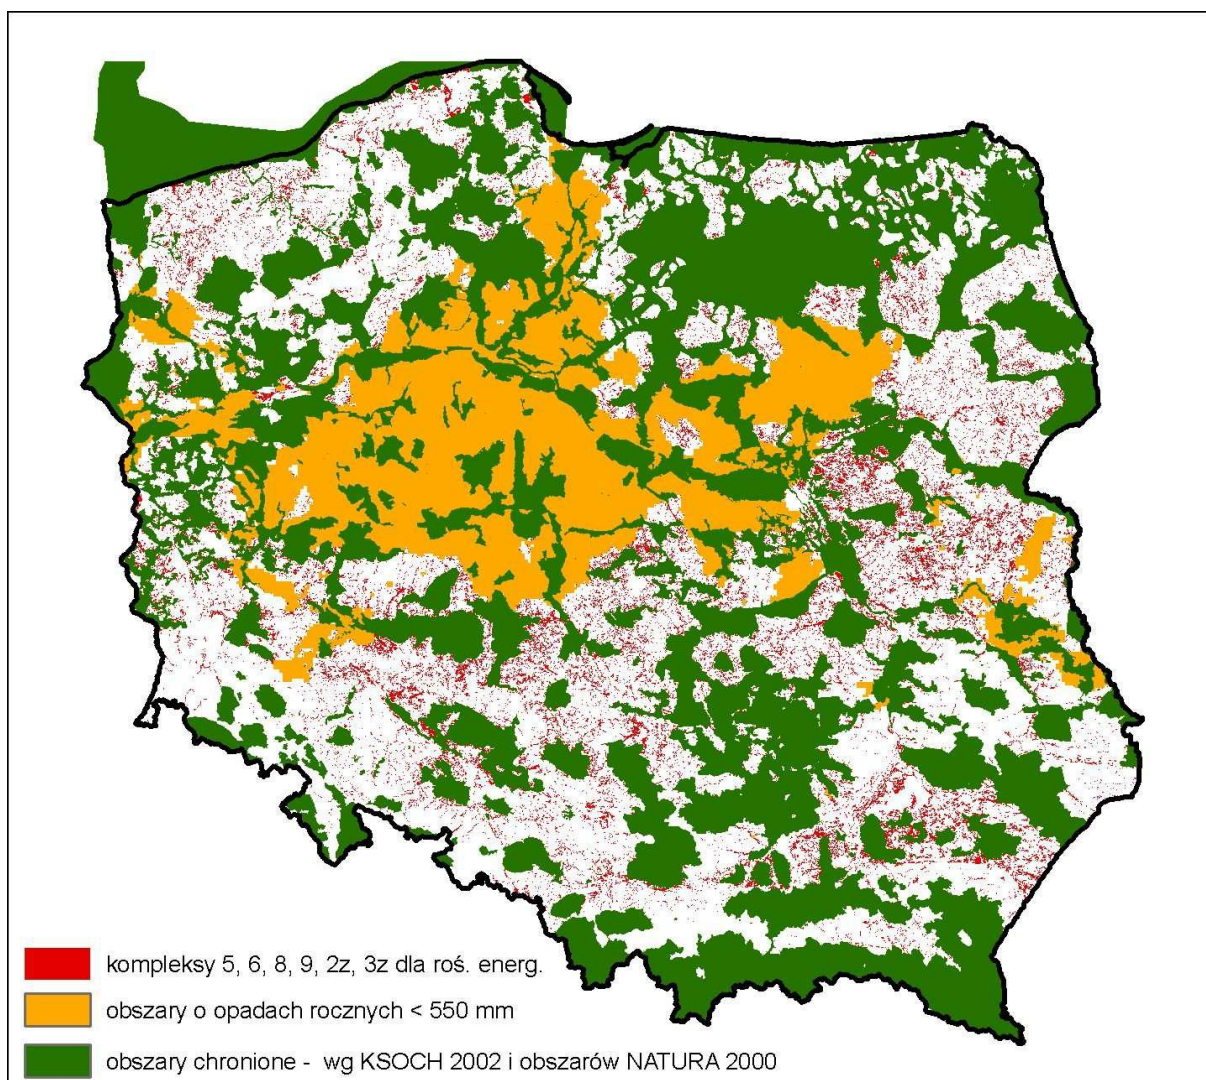 kompleksy 5, 6, 8, 9, 2z, 3z dla roś. energ.
obszary o opadach rocznych < 550 mm
obszary chronione - wg KSOCH 2002 i obszarów NATURA 2000